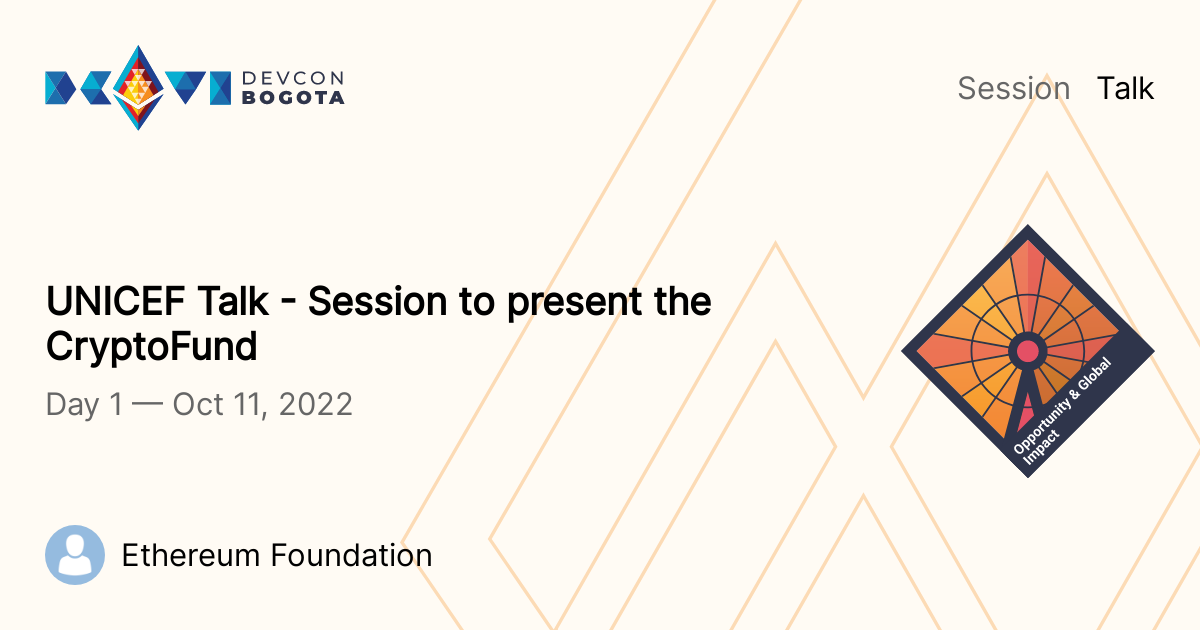 DEVCON
BOGOTA
Session Talk
UNICEF Talk - Session to present the
CryptoFund
Day 1 — Oct 11, 2022
Opportunity & Global
Impact
Ethereum Foundation